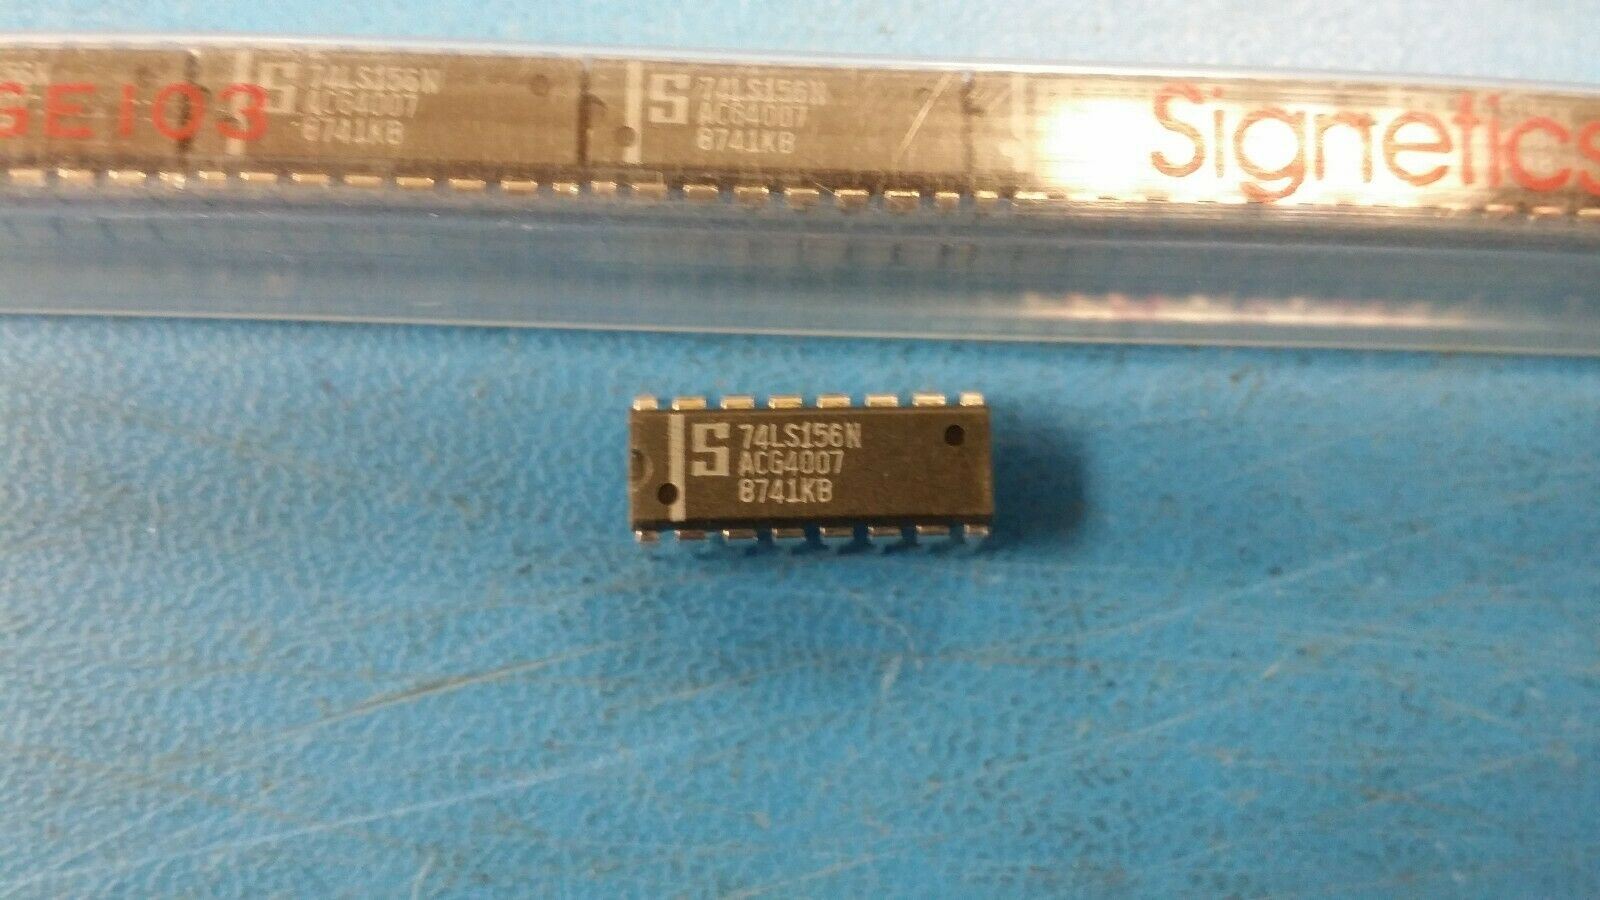 GE103
S 74LS156N
ACG4007
8741KB
S 74LS156N
ACG4007
8741KB
Signetics
S 74LS156N
ACG4007
8741KB